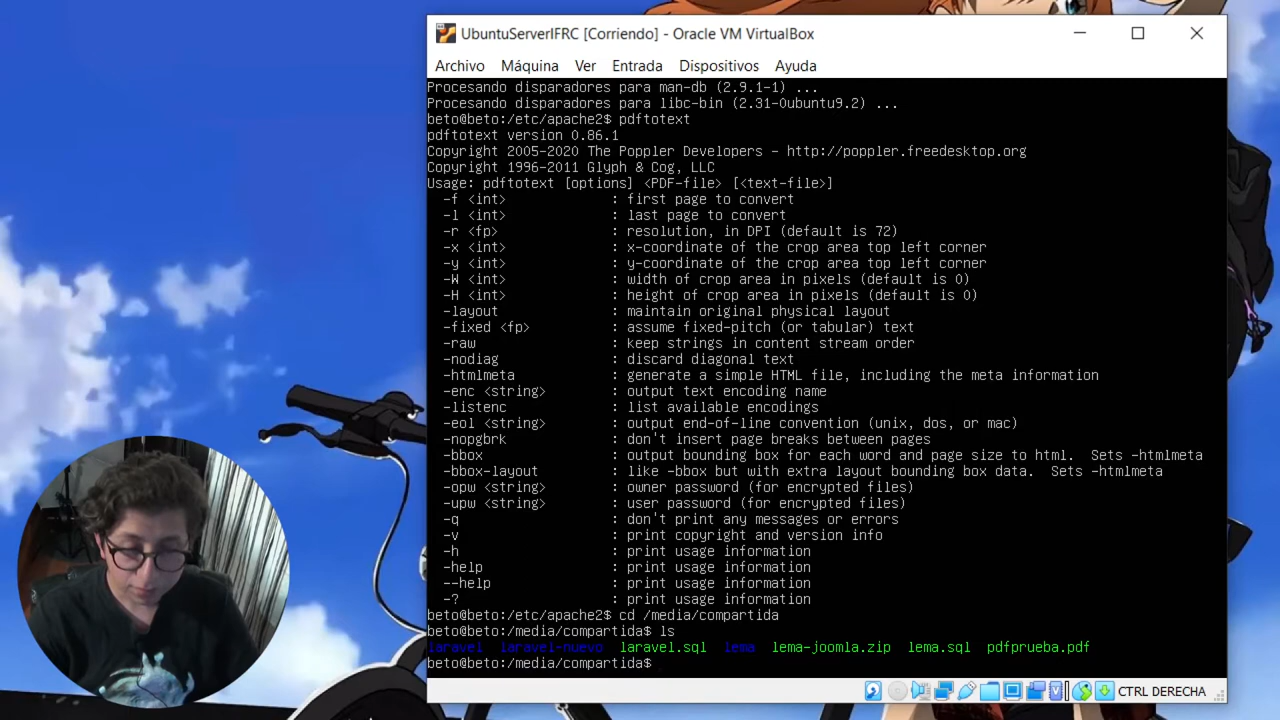 UbuntuServerIFRC [Corriendo] - Oracle VM VirtualBox
Archivo Máquina Ver Entrada Dispositivos Ayuda
Procesando disparadores para man-db (2.9.1-1) ...
Procesando disparadores para libc-bin (2.31-0ubuntu9.2) ...
beto@beto:/etc/apache2$ pdftotext
pdftotext version 0.86.1
Copyright 2005-2020 The Poppler Developers - http://poppler.freedesktop.org
Copyright 1996-2011 Glyph & Cog, LLC
Usage: pdftotext [options] <PDF-file> [<text-file>]
-f <int> : first page to convert
-l <int> : last page to convert
-r <fp> : resolution, in DPI (default is 72)
-x <int> : x-coordinate of the crop area top left corner
-y <int> : y-coordinate of the crop area top left corner
-W <int> : width of crop area in pixels (default is 0)
-H <int> : height of crop area in pixels (default is 0)
-layout : maintain original physical layout
-fixed <fp> : assume fixed-pitch (or tabular) text
-raw : keep strings in content stream order
-nodiag : discard diagonal text
-htmlmeta : generate a simple HTML file, including the meta information
-enc <string> : output text encoding name
-listenc : list available encodings
-eol <string> : output end-of-line convention (unix, dos, or mac)
-nopgbrk : don't insert page breaks between pages
-bbox : output bounding box for each word and page size to html. Sets -htmlmeta
-bbox-layout : like -bbox but with extra layout bounding box data. Sets -htmlmeta
-opw <string> : owner password (for encrypted files)
-upw <string> : user password (for encrypted files)
-q : don't print any messages or errors
-v : print copyright and version info
-h : print usage information
-help : print usage information
--help : print usage information
-? : print usage information
beto@beto:/etc/apache2$ cd /media/compartida
beto@beto:/media/compartida$ ls
laravel laravel-nuevo laravel.sql lema lema-joomla.zip lema.sql pdfprueba.pdf
beto@beto:/media/compartida$
CTRL DERECHA